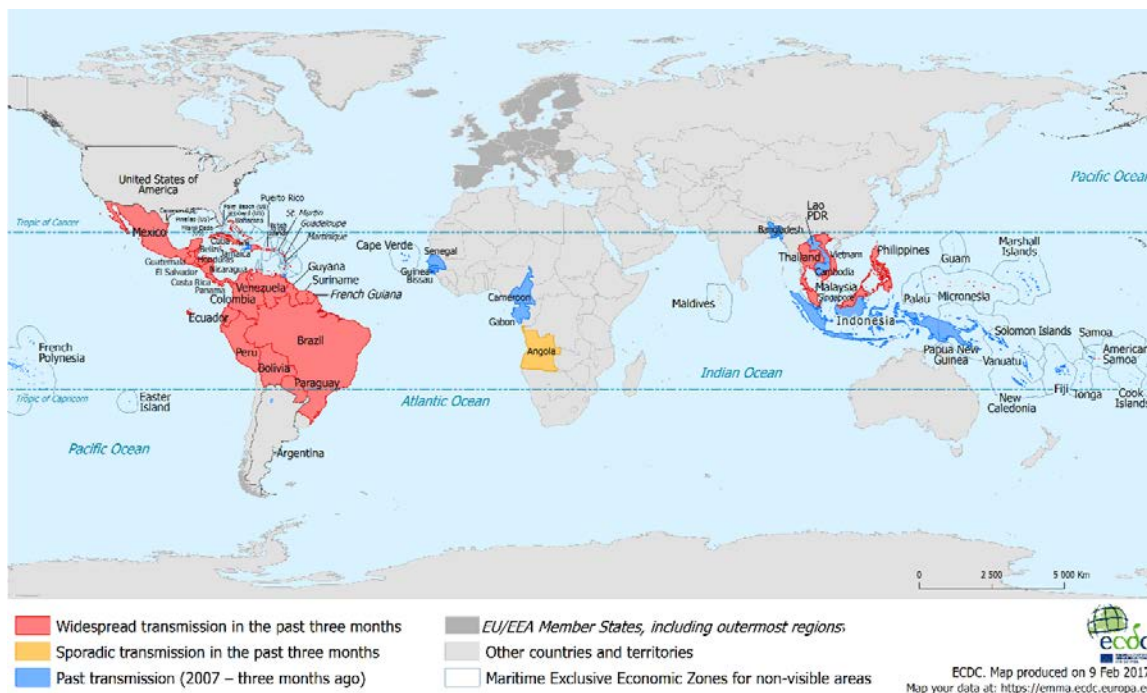 Pacific Ocean
United States of
America
Puerto Rico
St. Martin
Guadeloupe
Martinique
Tropic of Cancer
Mexico
Cuba
Belize
Jamaica
Guatemala
Honduras
El Salvador
Nicaragua
Costa Rica
Panama
Venezuela
Colombia
Guyana
Suriname
French Guiana
Ecuador
Peru
Brazil
Bolivia
Paraguay
French
Polynesia
Tropic of Capricorn
Easter
Island
Pacific Ocean
Argentina
Atlantic Ocean
Cape Verde
Senegal
Guinea
Bissau
Cameroon
Gabon
Angola
Maldives
Indian Ocean
Lao
PDR
Bangladesh
Thailand
Vietnam
Cambodia
Philippines
Malaysia
Singapore
Indonesia
Guam
Marshall
Islands
Palau
Micronesia
Papua New
Guinea
Solomon Islands
Vanuatu
Samoa
American
Samoa
Fiji
Tonga
Cook
Islands
New
Caledonia
0 2 500 5 000 Km
Widespread transmission in the past three months
Sporadic transmission in the past three months
Past transmission (2007 – three months ago)
EU/EEA Member States, including outermost regions
Other countries and territories
Maritime Exclusive Economic Zones for non-visible areas
ecdc
ECDC. Map produced on 9 Feb 2017
Map your data at: https://emma.ecdc.europa.e